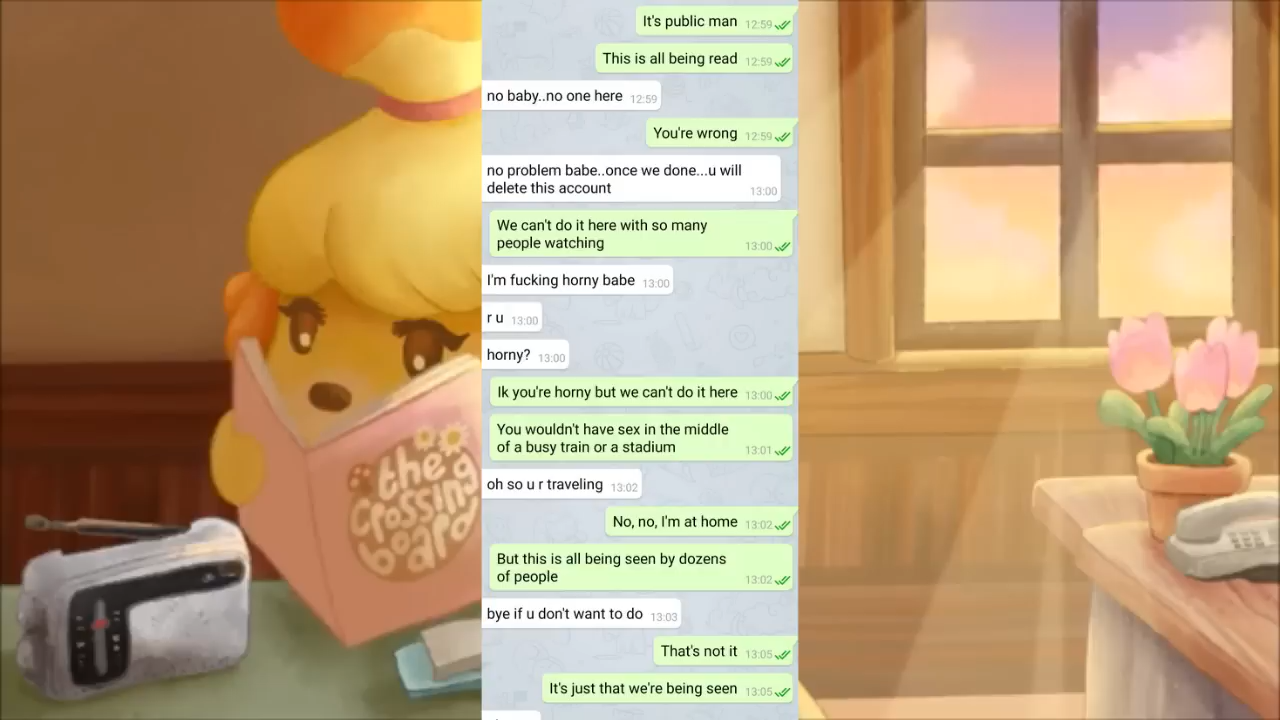 It's public man 12:59
This is all being read 12:59
no baby..no one here 12:59
You're wrong 12:59
no problem babe..once we done...u will
delete this account 13:00
We can't do it here with so many
people watching 13:00
I'm fucking horny babe 13:00
r u 13:00
horny? 13:00
Ik you're horny but we can't do it here 13:00
You wouldn't have sex in the middle
of a busy train or a stadium 13:01
oh so u r traveling 13:02
No, no, I'm at home 13:02
But this is all being seen by dozens
of people 13:02
bye if u don't want to do 13:03
That's not it 13:05
It's just that we're being seen 13:05
the
crossing
board